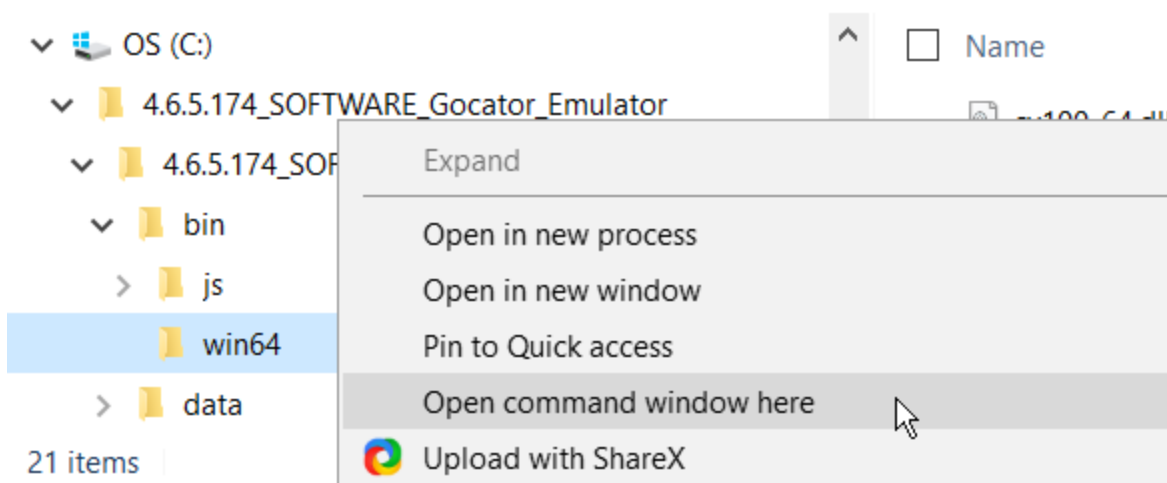 OS (C:)
Name
4.6.5.174_SOFTWARE_Gocator_Emulator
4.6.5.174_SOF
Expand
bin
Open in new process
js
Open in new window
win64
Pin to Quick access
data
Open command window here
21 items
Upload with ShareX